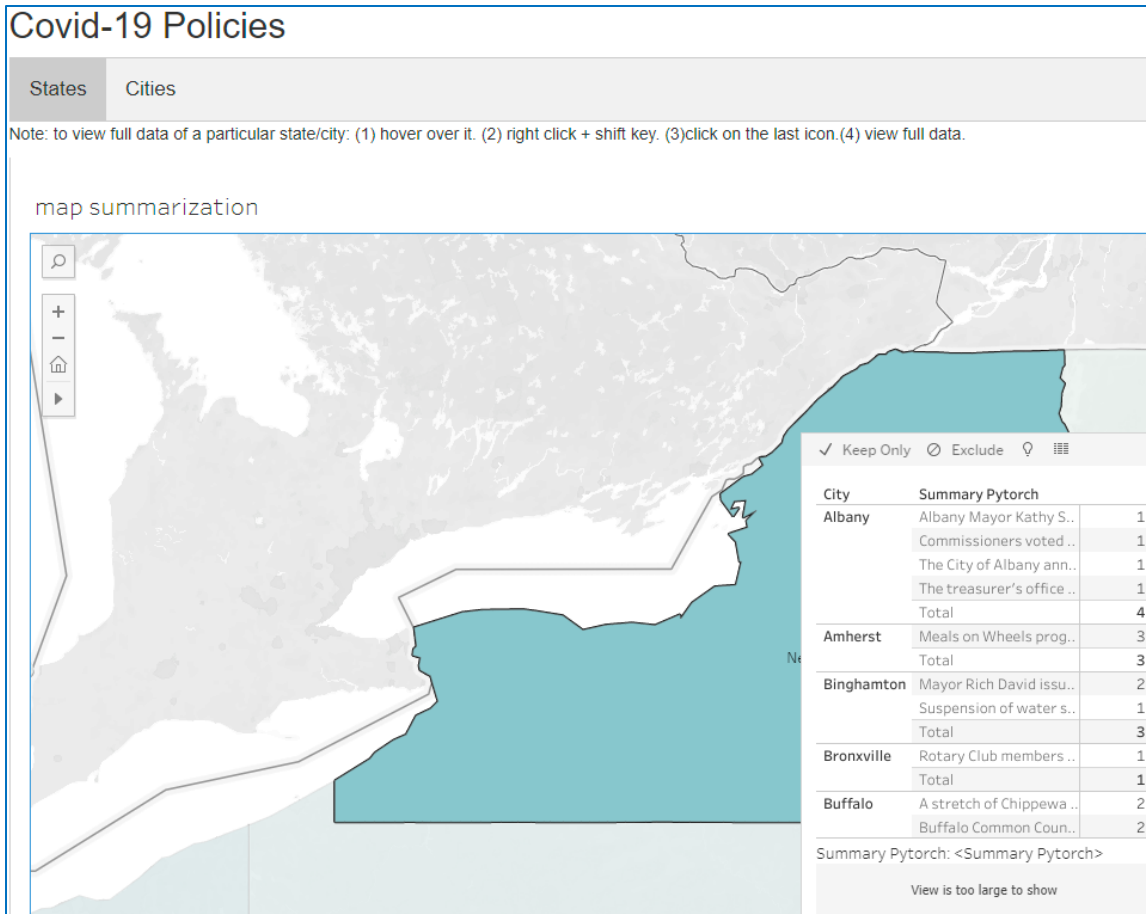 Covid-19 Policies
States Cities
Note: to view full data of a particular state/city: (1) hover over it. (2) right click + shift key. (3)click on the last icon.(4) view full data.
map summarization
Keep Only Exclude
City Summary Pytorch
Albany Albany Mayor Kathy S.. 1
Commissioners voted .. 1
The City of Albany ann.. 1
The treasurer's office .. 1
Total 4
Amherst Meals on Wheels prog.. 3
Ne
Total 3
Binghamton Mayor Rich David issu.. 2
Suspension of water s.. 1
Total 3
Bronxville Rotary Club members .. 1
Total 1
Buffalo A stretch of Chippewa .. 2
Buffalo Common Coun.. 2
Summary Pytorch: <Summary Pytorch>
View is too large to show